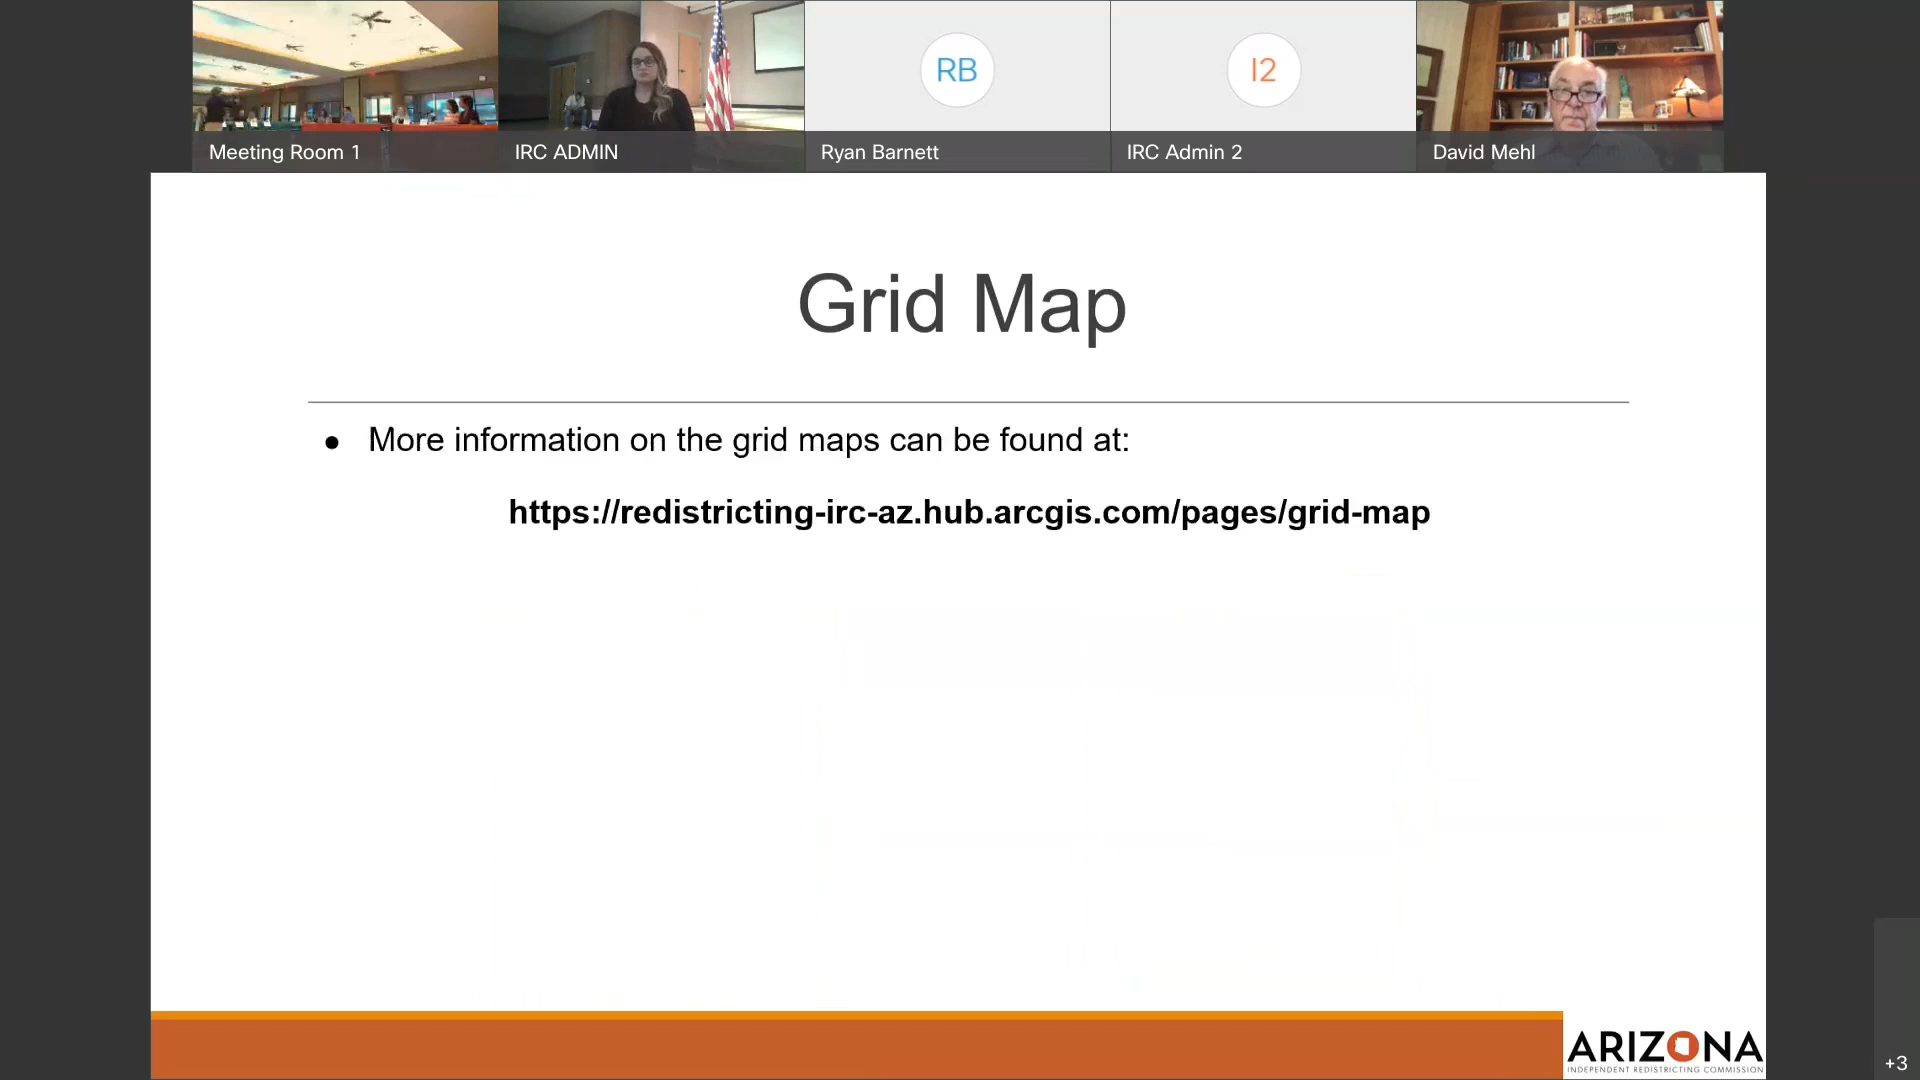 RB
I2
Meeting Room 1
IRC ADMIN
Ryan Barnett
IRC Admin 2
David Mehl
Grid Map
● More information on the grid maps can be found at:
https://redistricting-irc-az.hub.arcgis.com/pages/grid-map
ARIZONA
INDEPENDENT REDISTRICTING COMMISSION
+3